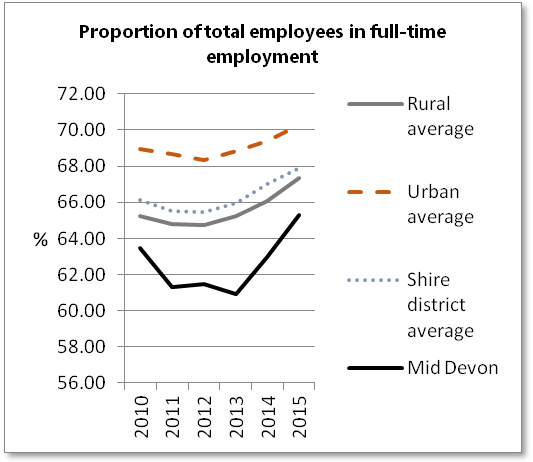 Proportion of total employees in full-time
employment
72.00
70.00
68.00
66.00
64.00
62.00
60.00
58.00
56.00
%
2010
2011
2012
2013
2014
2015
Rural
average
Urban
average
Shire
district
average
Mid Devon